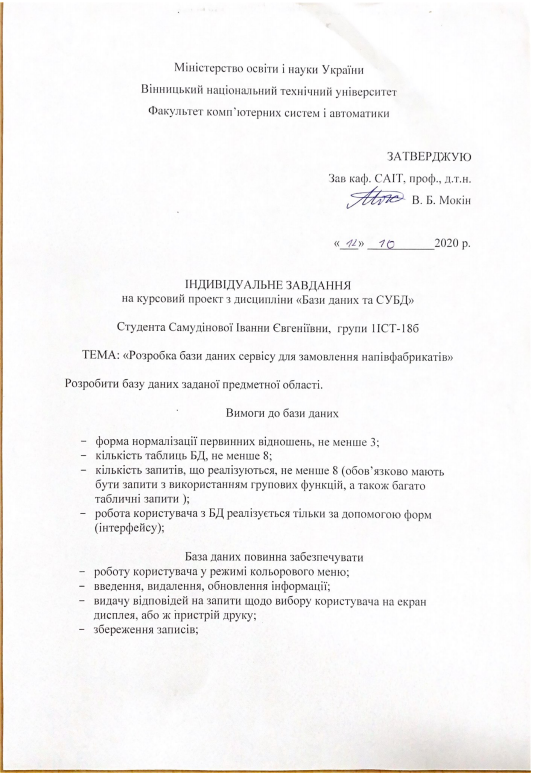 Міністерство освіти і науки України
Вінницький національний технічний університет
Факультет комп’ютерних систем і автоматики
ЗАТВЕРДЖУЮ
Зав каф. САІТ, проф., д.т.н.
В. Б. Мокін
«12» 10 2020 р.
ІНДИВІДУАЛЬНЕ ЗАВДАННЯ
на курсовий проект з дисципліни «Бази даних та СУБД»
Студента Самудінової Іванни Євгеніївни, групи 1ІСТ-18б
ТЕМА: «Розробка бази даних сервісу для замовлення напівфабрикатів»
Розробити базу даних заданої предметної області.
Вимоги до бази даних
− форма нормалізації первинних відношень, не менше 3;
− кількість таблиць БД, не менше 8;
− кількість запитів, що реалізуються, не менше 8 (обов’язково мають
бути запити з використанням групових функцій, а також багато
табличні запити );
− робота користувача з БД реалізується тільки за допомогою форм
(інтерфейсу);
База даних повинна забезпечувати
− роботу користувача у режимі кольорового меню;
− введення, видалення, обновлення інформації;
− видачу відповідей на запити щодо вибору користувача на екран
дисплея, або ж пристрій друку;
− збереження записів;